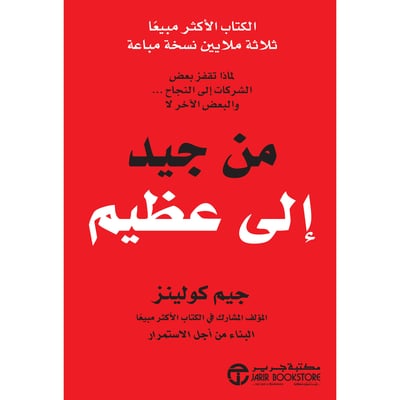 الكتاب الأكثر مبيعًا
ثلاثة ملايين نسخة مباعة
لماذا تقفز بعض
الشركات إلى النجاح ...
والبعض الآخر لا
من جيد
إلى عظيم
جيم كولينز
المؤلف المشارك في الكتاب الأكثر مبيعًا
البناء من أجل الاستمرار
مكتبة جرير
JARIR BOOKSTORE